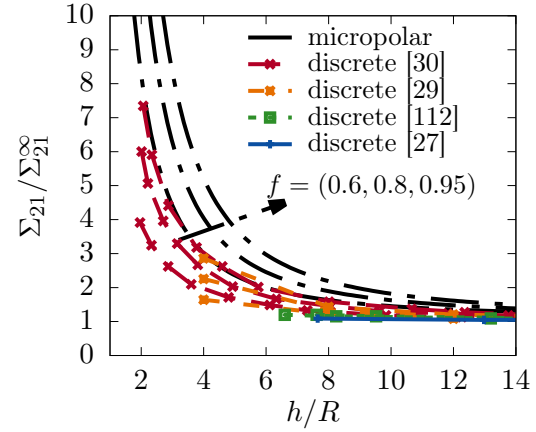 10
9
8
7
6
5
4
3
2
1
0
Σ21/Σ∞21
micropolar
discrete [30]
discrete [29]
discrete [112]
discrete [27]
f = (0.6, 0.8, 0.95)
2 4 6 8 10 12 14
h/R